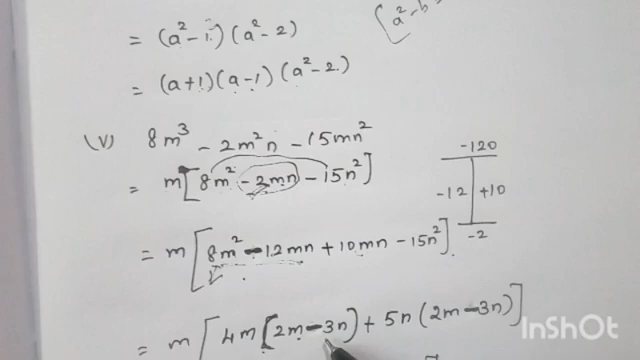 [a²-b
= (a²-1)(a²-2)
= (a+1)(a-1)(a²-2)
(v) 8m³ - 2m²n - 15mn²
= m[8m² - 2mn - 15n²]
-120
-12 | +10
-2
= m[8m² - 12mn + 10mn - 15n²]
= m[4m[2m-3n) + 5n(2m-3n)]
InShOt